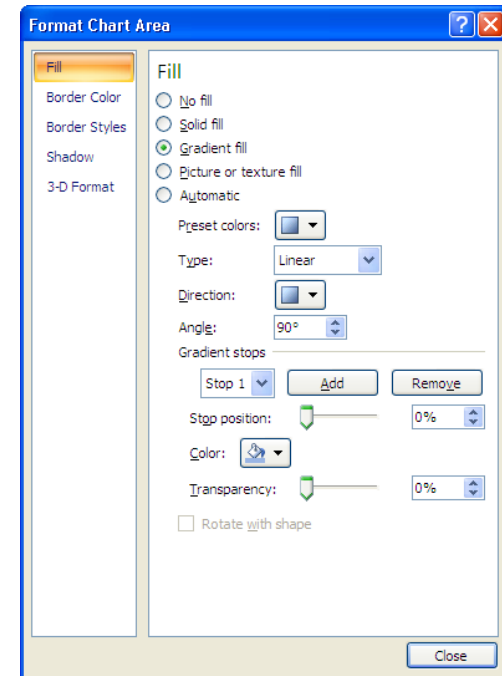 Format Chart Area
Fill
Border Color
Border Styles
Shadow
3-D Format
Fill
No fill
Solid fill
Gradient fill
Picture or texture fill
Automatic
Preset colors:
Type: Linear
Direction:
Angle: 90°
Gradient stops
Stop 1 Add Remove
Stop position: 0%
Color:
Transparency: 0%
Rotate with shape
Close